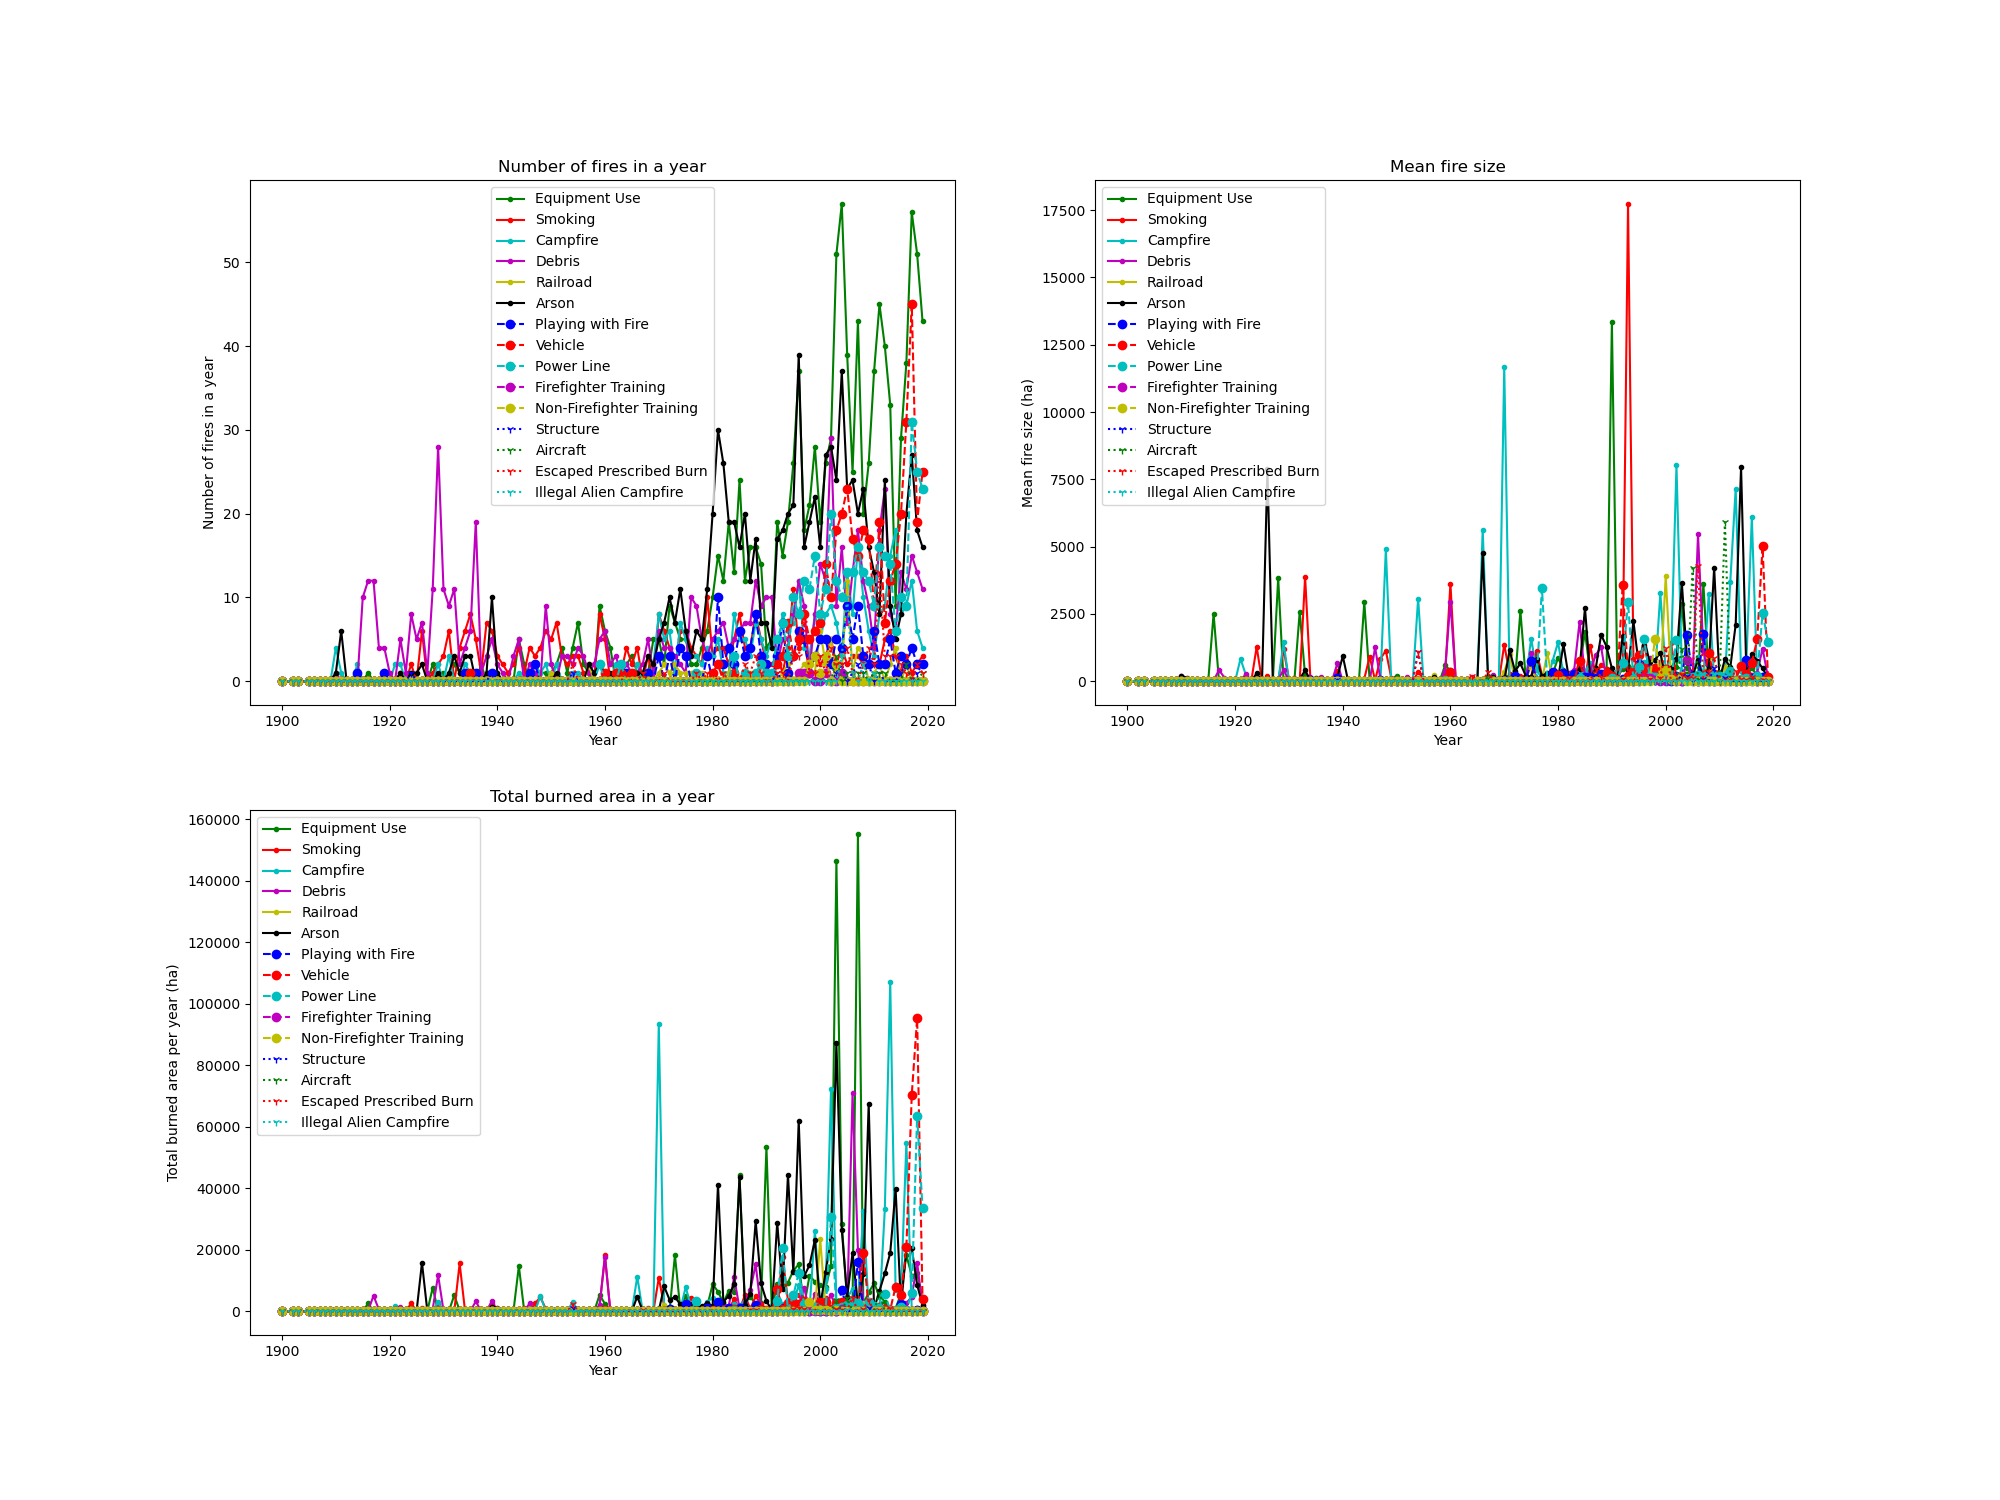 Number of fires in a year
50
40
30
20
10
0
Number of fires in a year
Equipment Use
Smoking
Campfire
Debris
Railroad
Arson
Playing with Fire
Vehicle
Power Line
Firefighter Training
Non-Firefighter Training
Structure
Aircraft
Escaped Prescribed Burn
Illegal Alien Campfire
1900 1920 1940 1960 1980 2000 2020
Year
Mean fire size
17500
15000
12500
10000
7500
5000
2500
0
Mean fire size (ha)
Equipment Use
Smoking
Campfire
Debris
Railroad
Arson
Playing with Fire
Vehicle
Power Line
Firefighter Training
Non-Firefighter Training
Structure
Aircraft
Escaped Prescribed Burn
Illegal Alien Campfire
1900 1920 1940 1960 1980 2000 2020
Year
Total burned area in a year
160000
140000
120000
100000
80000
60000
40000
20000
0
Total burned area per year (ha)
Equipment Use
Smoking
Campfire
Debris
Railroad
Arson
Playing with Fire
Vehicle
Power Line
Firefighter Training
Non-Firefighter Training
Structure
Aircraft
Escaped Prescribed Burn
Illegal Alien Campfire
1900 1920 1940 1960 1980 2000 2020
Year